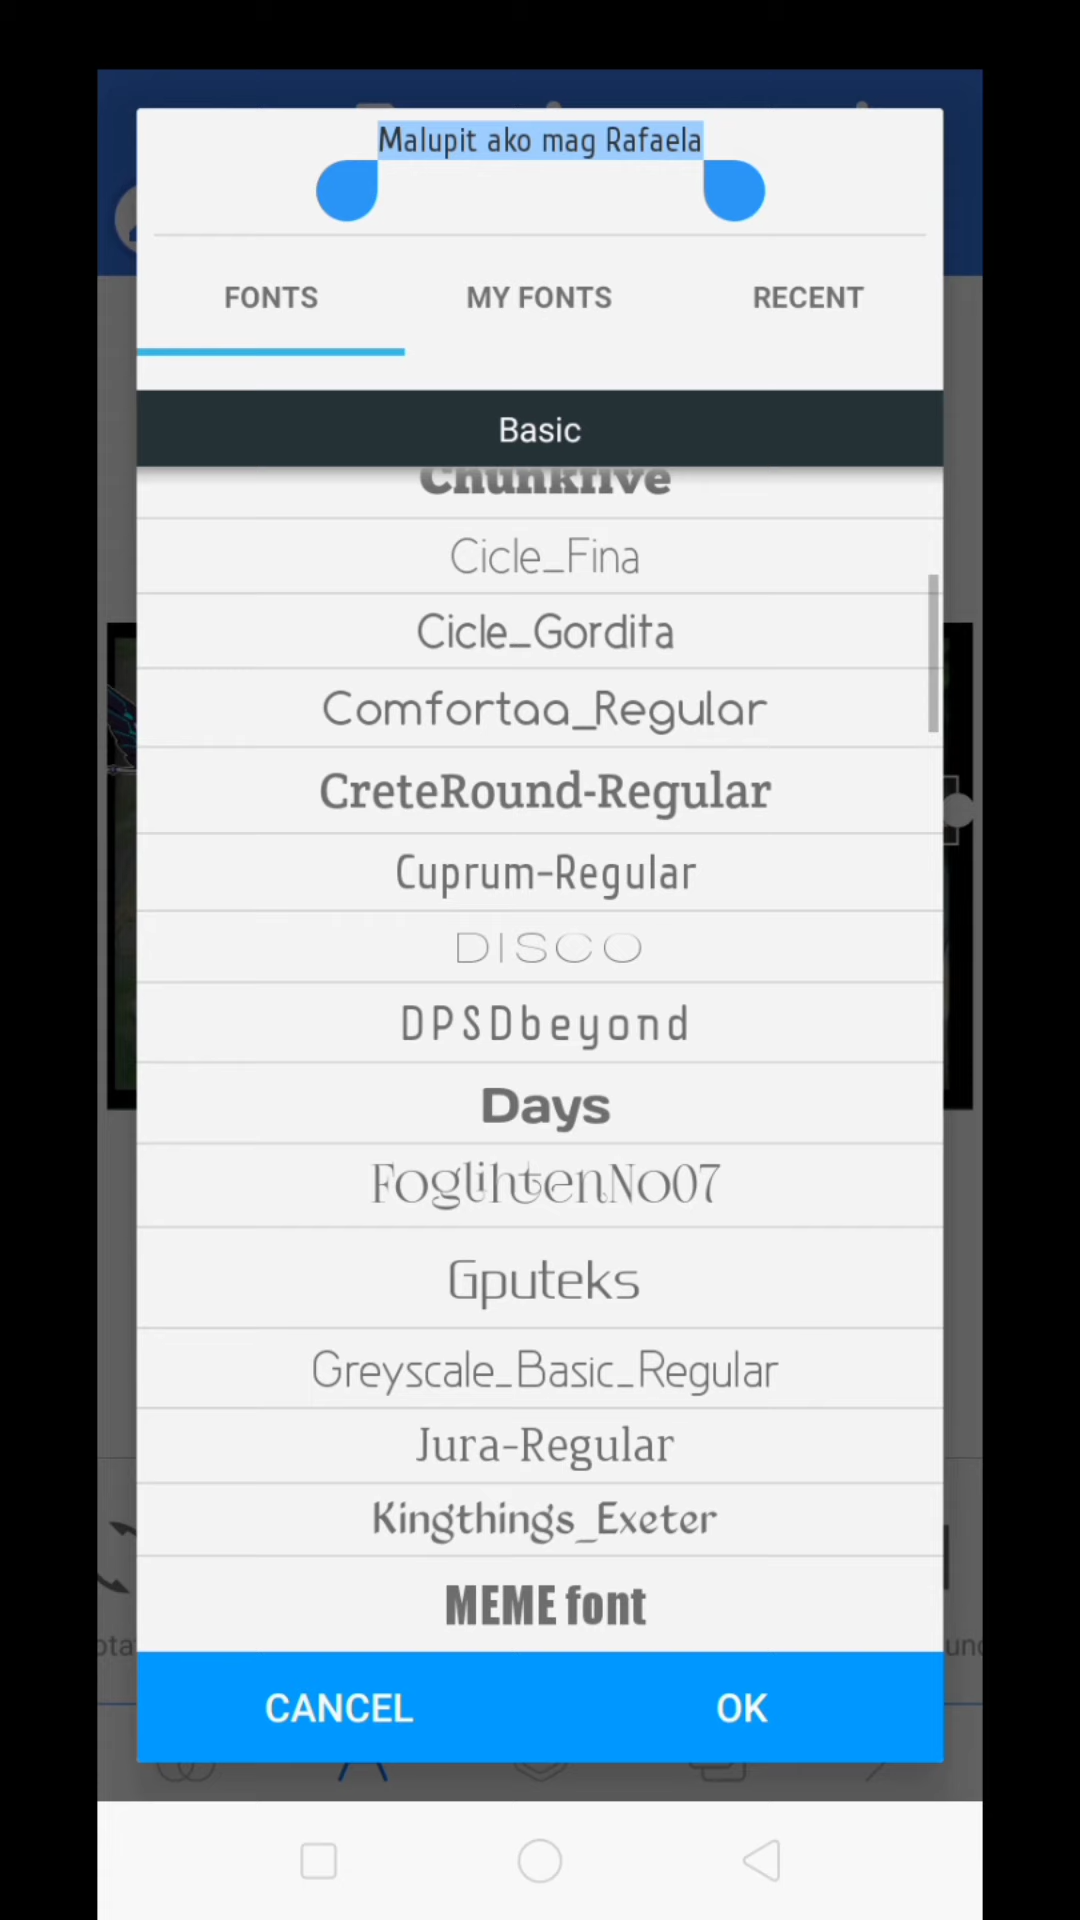 Malupit ako mag Rafaela
FONTS MY FONTS RECENT
Basic
Chunkfive
Cicle_Fina
Cicle_Gordita
Comfortaa_Regular
CreteRound-Regular
Cuprum-Regular
DISCO
DPSDbeyond
Days
FoglihtenNo07
Gputeks
Greyscale_Basic_Regular
Jura-Regular
Kingthings_Exeter
MEME font
CANCEL OK